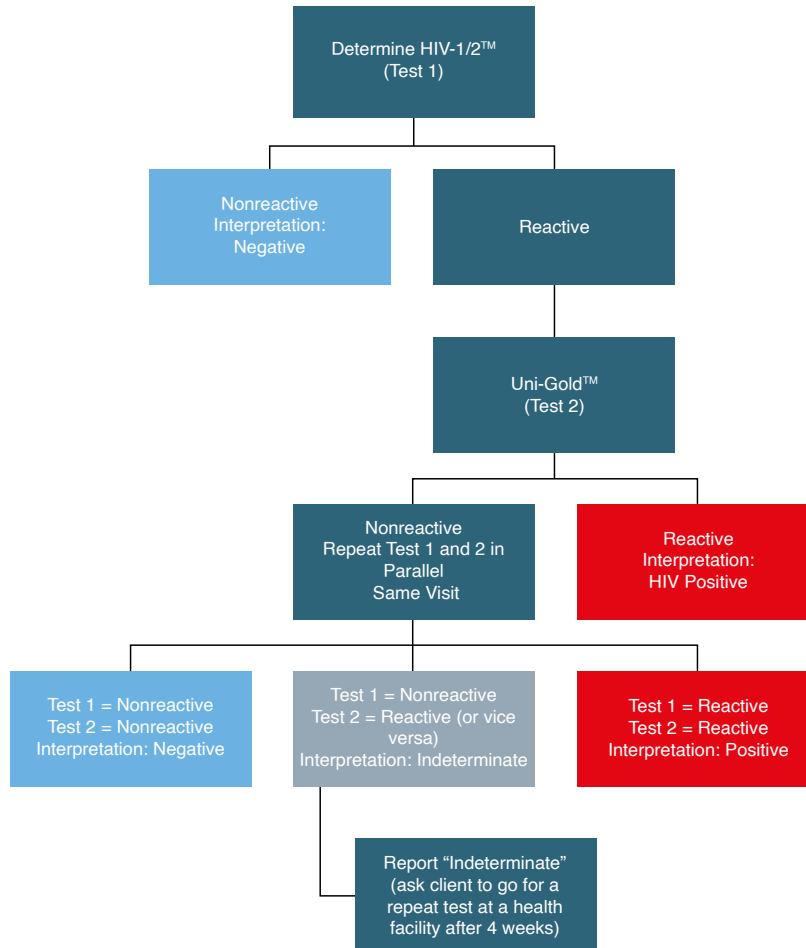 Determine HIV-1/2™
(Test 1)
Nonreactive
Interpretation:
Negative
Reactive
Uni-Gold™
(Test 2)
Nonreactive
Repeat Test 1 and 2 in
Parallel
Same Visit
Reactive
Interpretation:
HIV Positive
Test 1 = Nonreactive
Test 2 = Nonreactive
Interpretation: Negative
Test 1 = Nonreactive
Test 2 = Reactive (or vice
versa)
Interpretation: Indeterminate
Test 1 = Reactive
Test 2 = Reactive
Interpretation: Positive
Report “Indeterminate”
(ask client to go for a
repeat test at a health
facility after 4 weeks)